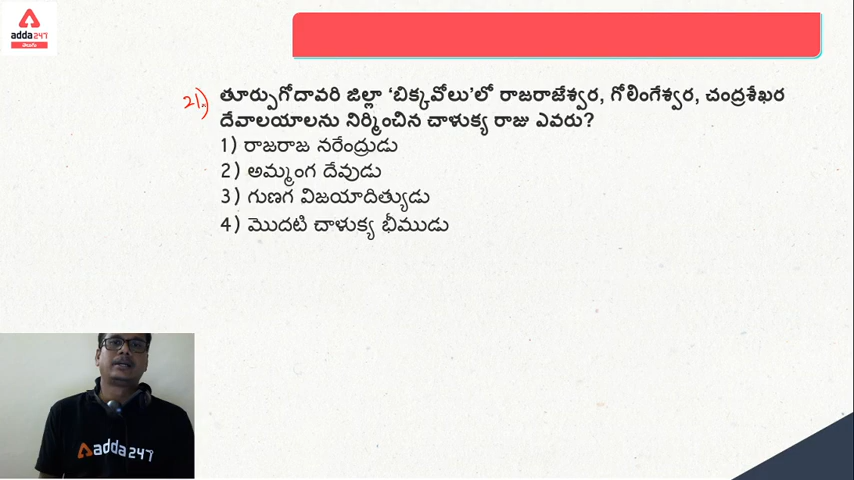 adda247
తెలుగు
21.) తూర్పుగోదావరి జిల్లా 'బిక్కవోలు'లో రాజరాజేశ్వర, గోలింగేశ్వర, చంద్రశేఖర
దేవాలయాలను నిర్మించిన చాళుక్య రాజు ఎవరు?
1) రాజరాజ నరేంద్రుడు
2) అమ్మంగ దేవుడు
3) గుణగ విజయాదిత్యుడు
4) మొదటి చాళుక్య భీముడు
adda247